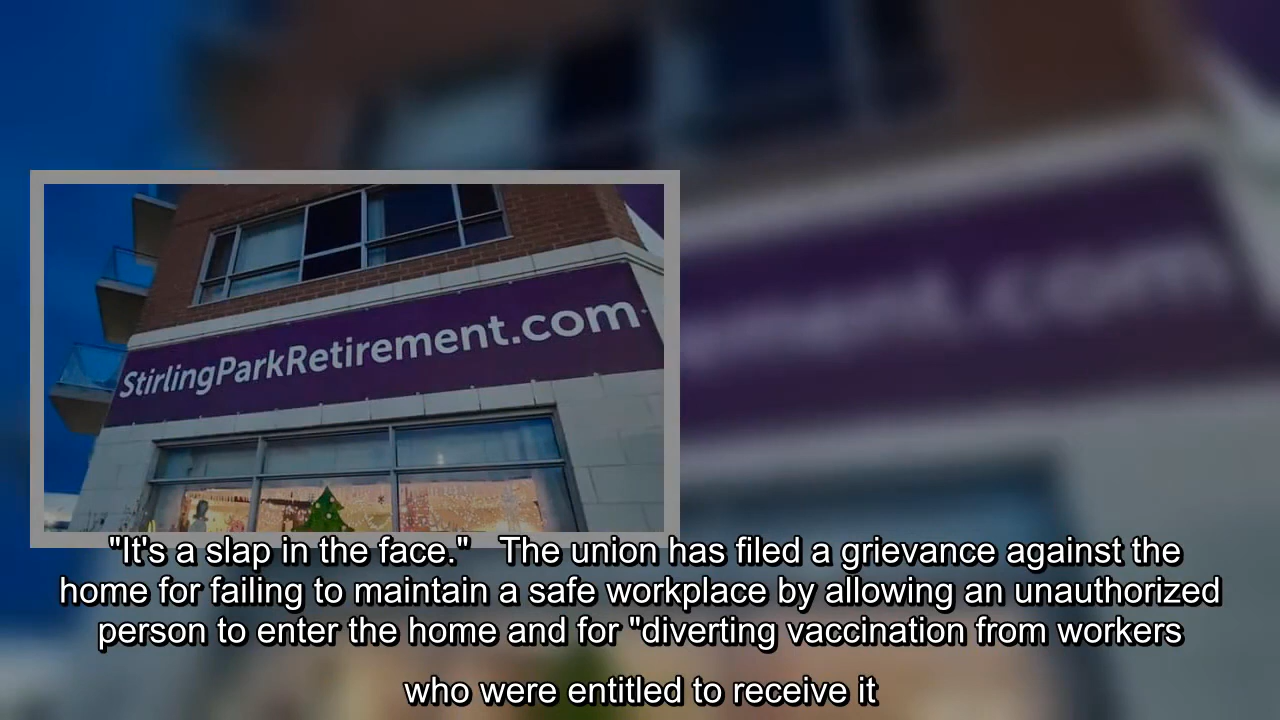 StirlingParkRetirement.com
"It's a slap in the face."   The union has filed a grievance against the
home for failing to maintain a safe workplace by allowing an unauthorized
person to enter the home and for "diverting vaccination from workers
who were entitled to receive it